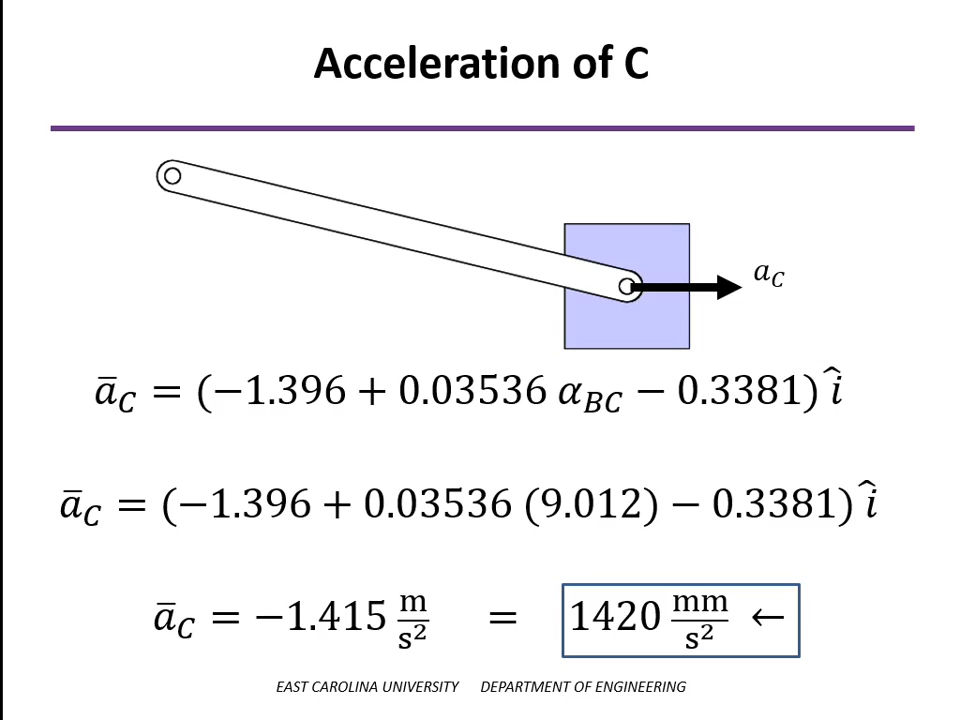 Acceleration of C
a_C
ā_C = (−1.396 + 0.03536 α_BC − 0.3381) î
ā_C = (−1.396 + 0.03536 (9.012) − 0.3381) î
ā_C = −1.415 m/s² = 1420 mm/s² ←
EAST CAROLINA UNIVERSITY DEPARTMENT OF ENGINEERING